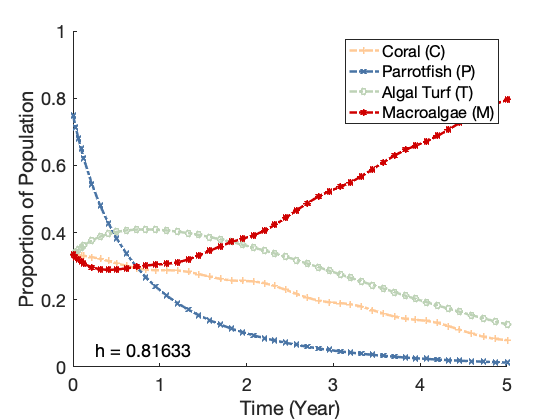 1
0.8
0.6
0.4
0.2
0
0 1 2 3 4 5
Proportion of Population
Time (Year)
Coral (C)
Parrotfish (P)
Algal Turf (T)
Macroalgae (M)
h = 0.81633